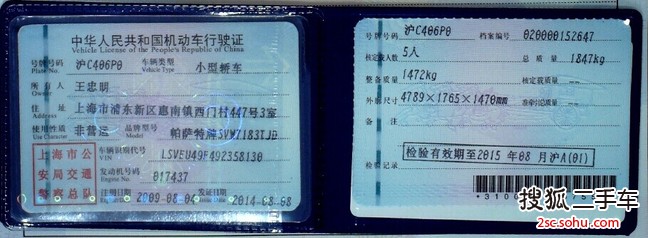 中华人民共和国机动车行驶证
Vehicle License of the People's Republic of China
号牌号码 沪C406P0 车辆类型 小型轿车
Plate No. Vehicle Type
所有人 王忠明
Owner
住址 上海市浦东新区惠南镇西门村447号3室
Address
使用性质 非营运 品牌型号 帕萨特牌SVW7183TJD
Use Character Model
上海市公安局交通警察总队
车辆识别代号 LSVEU49F492358130
VIN
发动机号码 017437
Engine No.
注册日期 2009-08-04 发证日期 2014-08-08
号牌号码 沪C406P0 档案编号 020000152647
核定载人数 5人 总质量 1847kg
整备质量 1472kg 核定载质量
外廓尺寸 4789×1765×1470 准牵引总质量
备注
检验有效期至2015年08月沪A(01)
检验记录
搜狐二手车
2sc.sohu.com